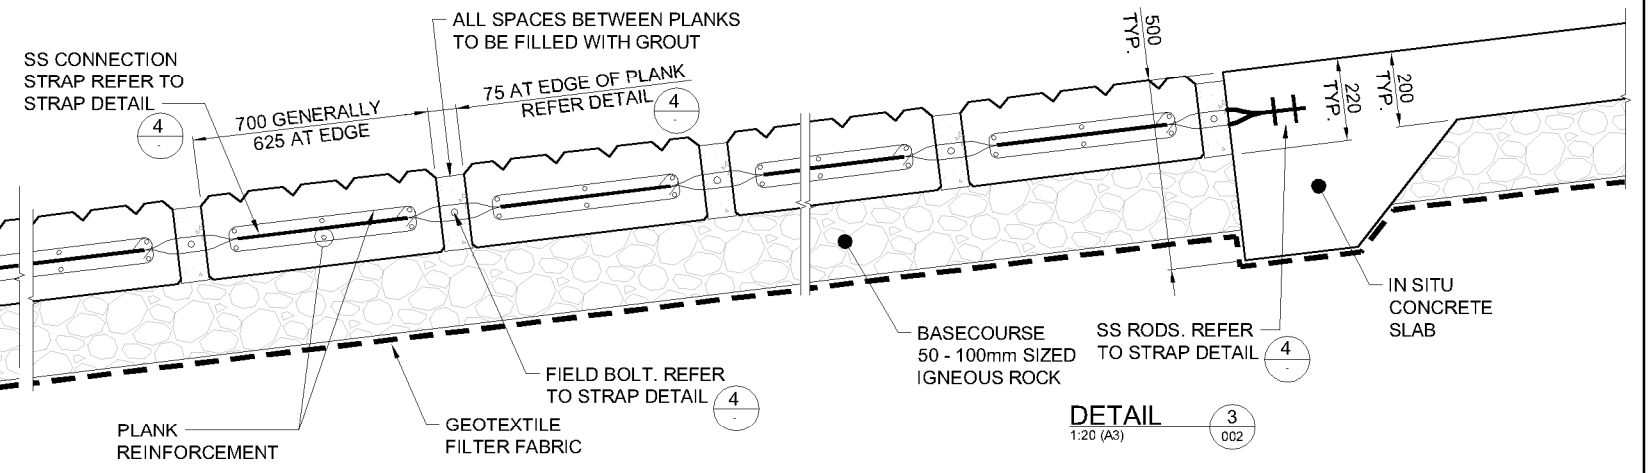 ALL SPACES BETWEEN PLANKS
TO BE FILLED WITH GROUT
SS CONNECTION
STRAP REFER TO
STRAP DETAIL
4
-
700 GENERALLY
625 AT EDGE
75 AT EDGE OF PLANK
REFER DETAIL
4
-
500
TYP.
220
TYP.
200
TYP.
IN SITU
CONCRETE
SLAB
SS RODS. REFER
TO STRAP DETAIL
4
-
BASECOURSE
50 - 100mm SIZED
IGNEOUS ROCK
FIELD BOLT. REFER
TO STRAP DETAIL
4
-
GEOTEXTILE
FILTER FABRIC
PLANK
REINFORCEMENT
DETAIL
1:20 (A3)
3
002